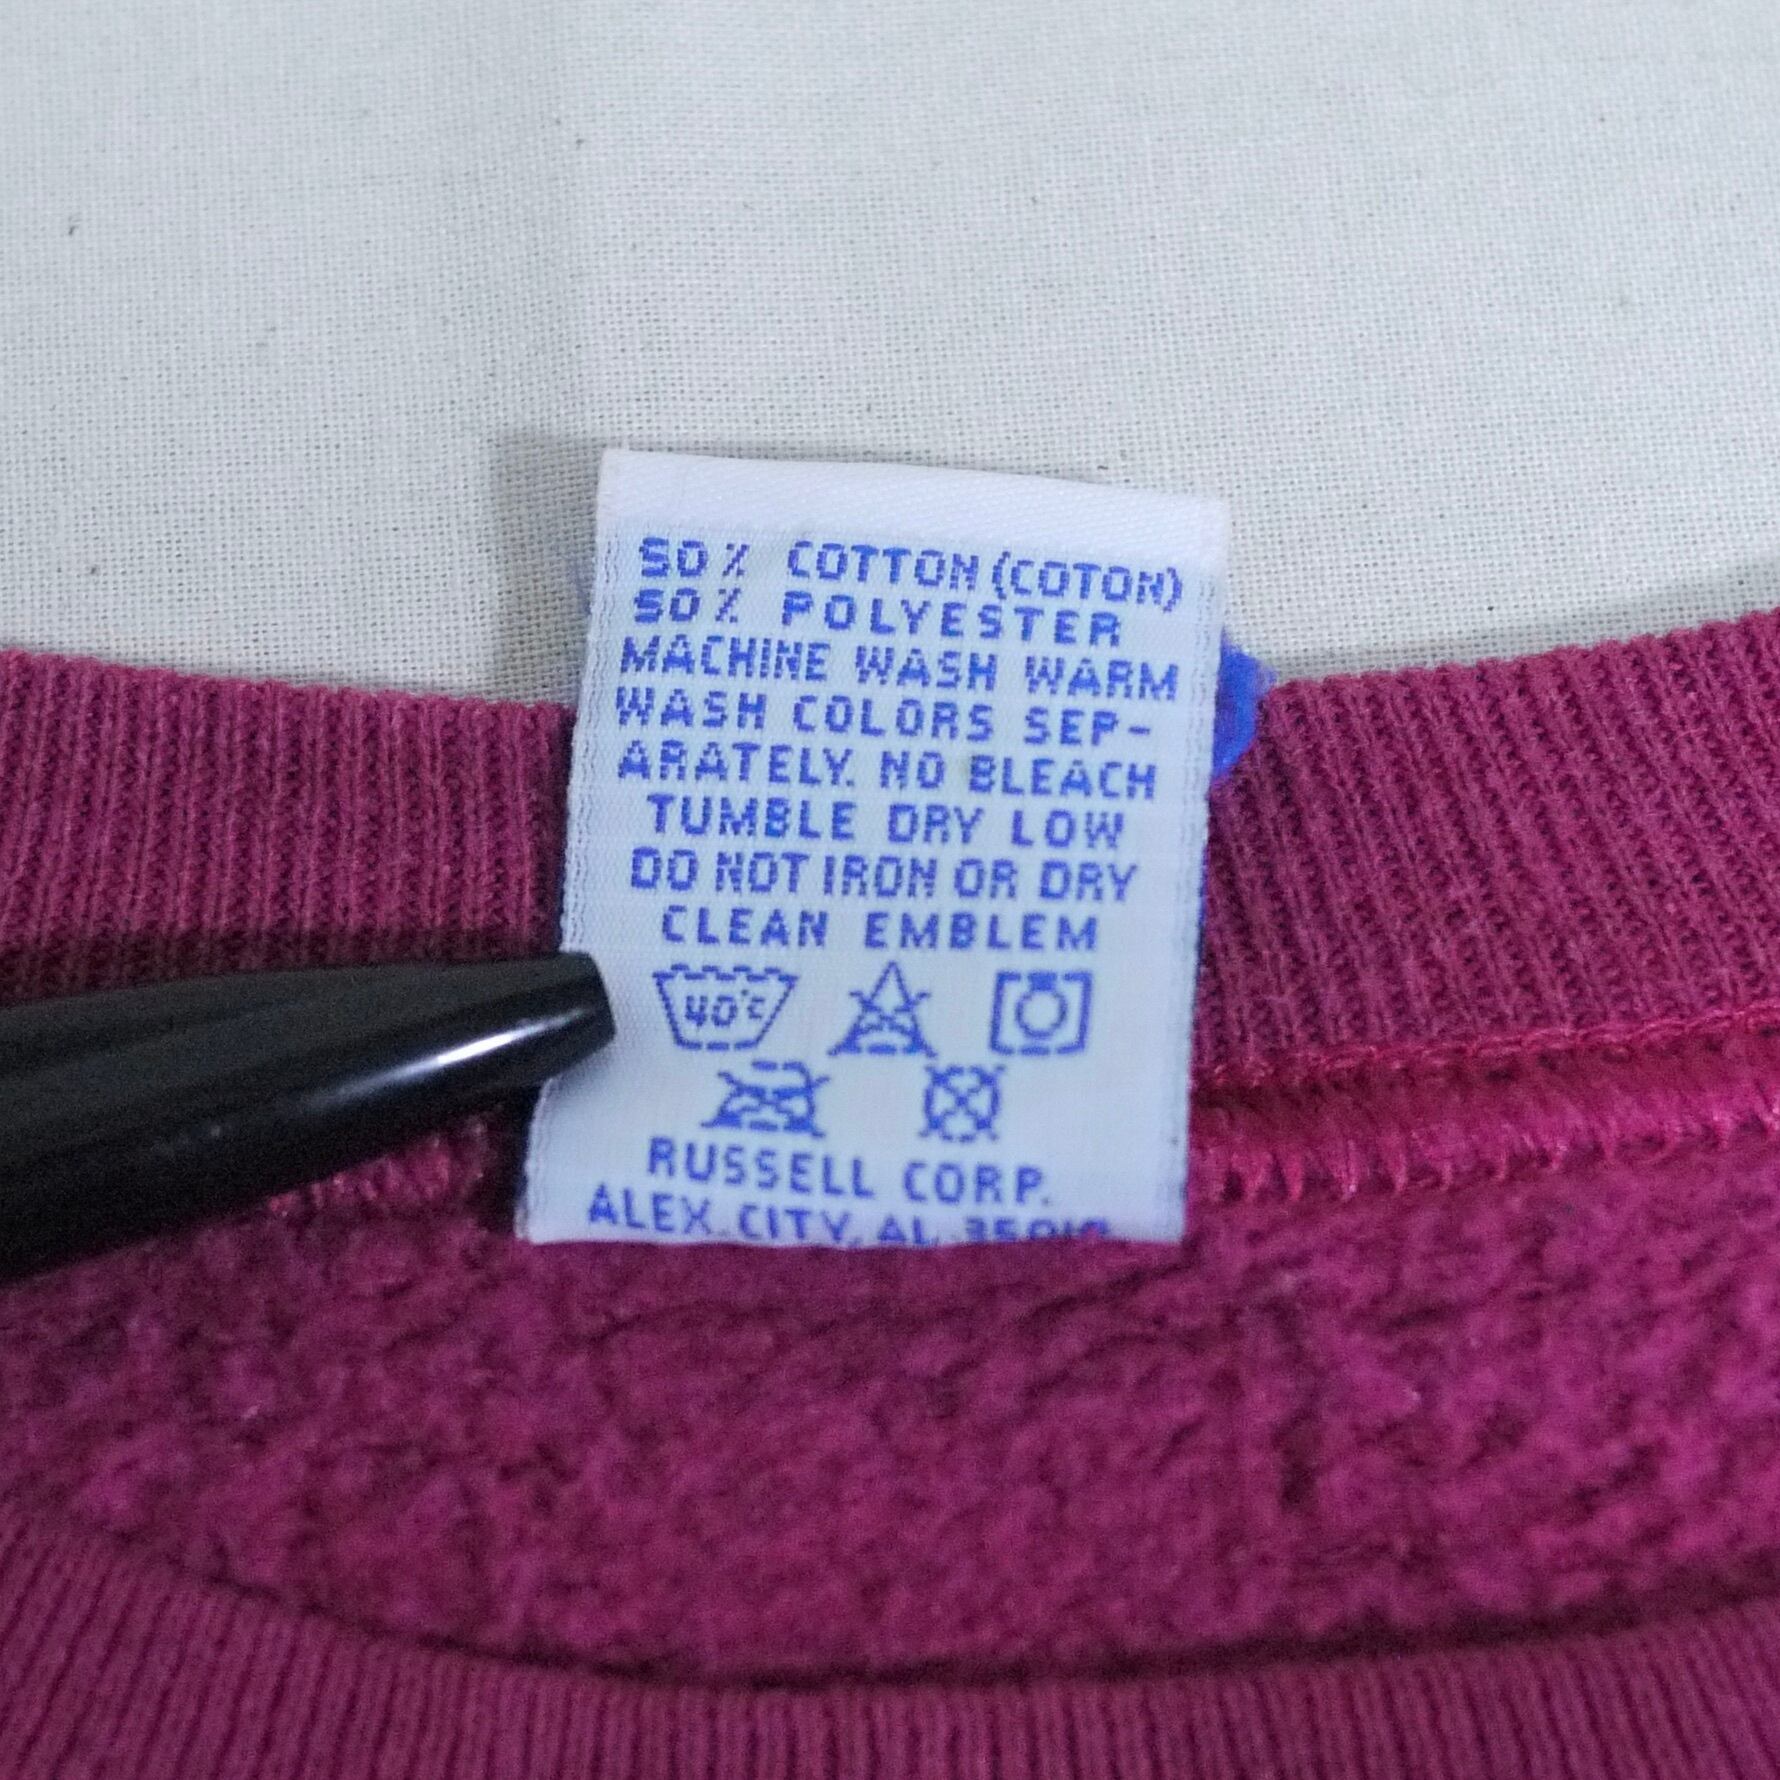 50% COTTON (COTON)
50% POLYESTER
MACHINE WASH WARM
WASH COLORS SEP-
ARATELY. NO BLEACH
TUMBLE DRY LOW
DO NOT IRON OR DRY
CLEAN EMBLEM
40°C
RUSSELL CORP.
ALEX. CITY, AL 35010